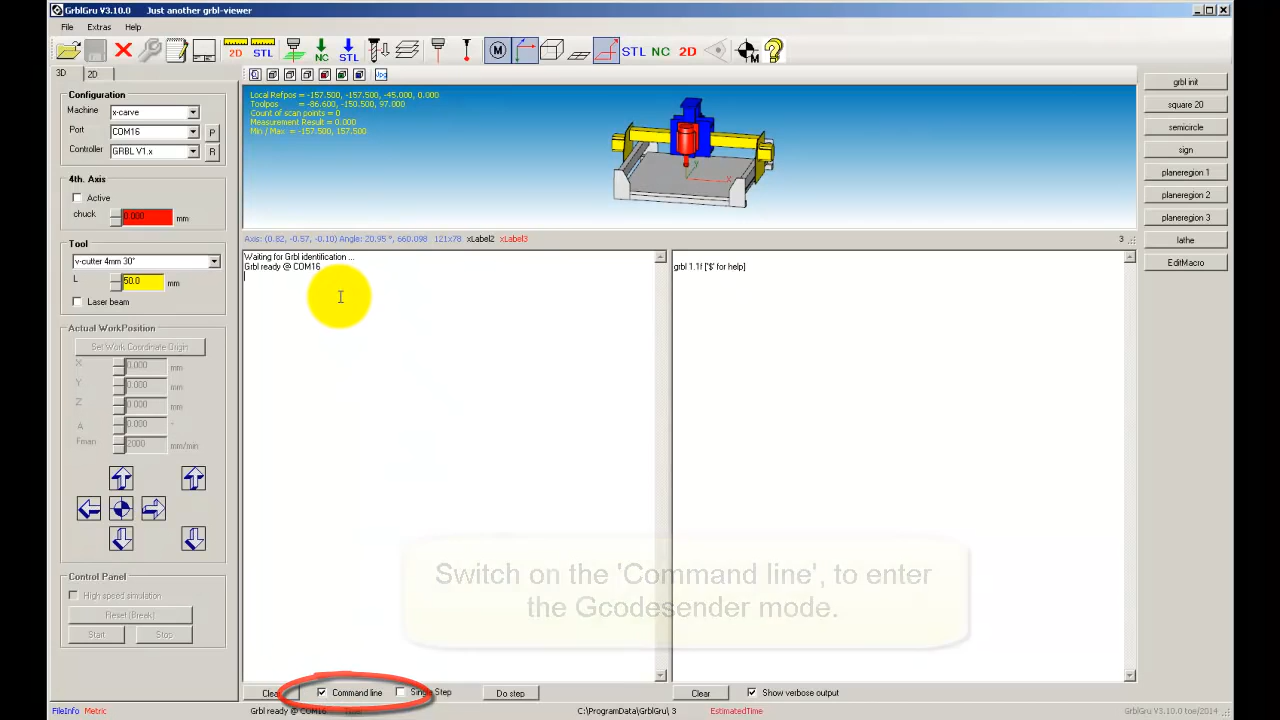 GrblGru V3.10.0 Just another grbl-viewer
File Extras Help
2D STL NC STL M STL NC 2D M
3D 2D
Jpg
Configuration
Machine x-carve
Port COM16 P
Controller GRBL V1.x R
4th. Axis
Active
chuck 0.000 mm
Tool
v-cutter 4mm 30°
L 50.0 mm
Laser beam
Actual WorkPosition
Set Work Coordinate Origin
X 0.000 mm
Y 0.000 mm
Z 0.000 mm
A 0.000 °
Fman 2000 mm/min
Control Panel
High speed simulation
Reset (Break)
Start Stop
Local Refpos = -157.500, -157.500, -45.000, 0.000
Toolpos = -86.600, -150.500, 97.000
Count of scan points = 0
Measurement Result = 0.000
Min / Max = -157.500, 157.500
X
Y
Axis: (0.82, -0.57, -0.10) Angle: 20.95 °, 660.098 121x78 xLabel2 xLabel3 3
Waiting for Grbl identification ...
Grbl ready @ COM16
grbl 1.1f ['$' for help]
Switch on the 'Command line', to enter
the Gcodesender mode.
Clear Command line Single Step Do step Clear Show verbose output
grbl init
square 20
semicircle
sign
planeregion 1
planeregion 2
planeregion 3
lathe
EditMacro
FileInfo Metric Grbl ready @ COM16 C:\ProgramData\GrblGru\ 3 EstimatedTime GrblGru V3.10.0 toe/2014